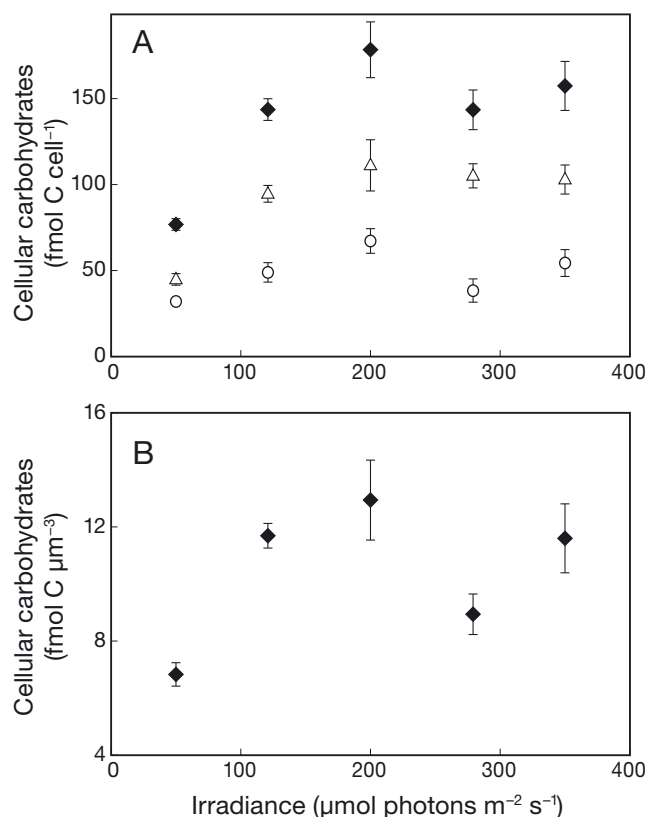 A
Cellular carbohydrates
(fmol C cell⁻¹)
150
100
50
0
0 100 200 300 400
B
Cellular carbohydrates
(fmol C µm⁻³)
16
12
8
4
0 100 200 300 400
Irradiance (µmol photons m⁻² s⁻¹)